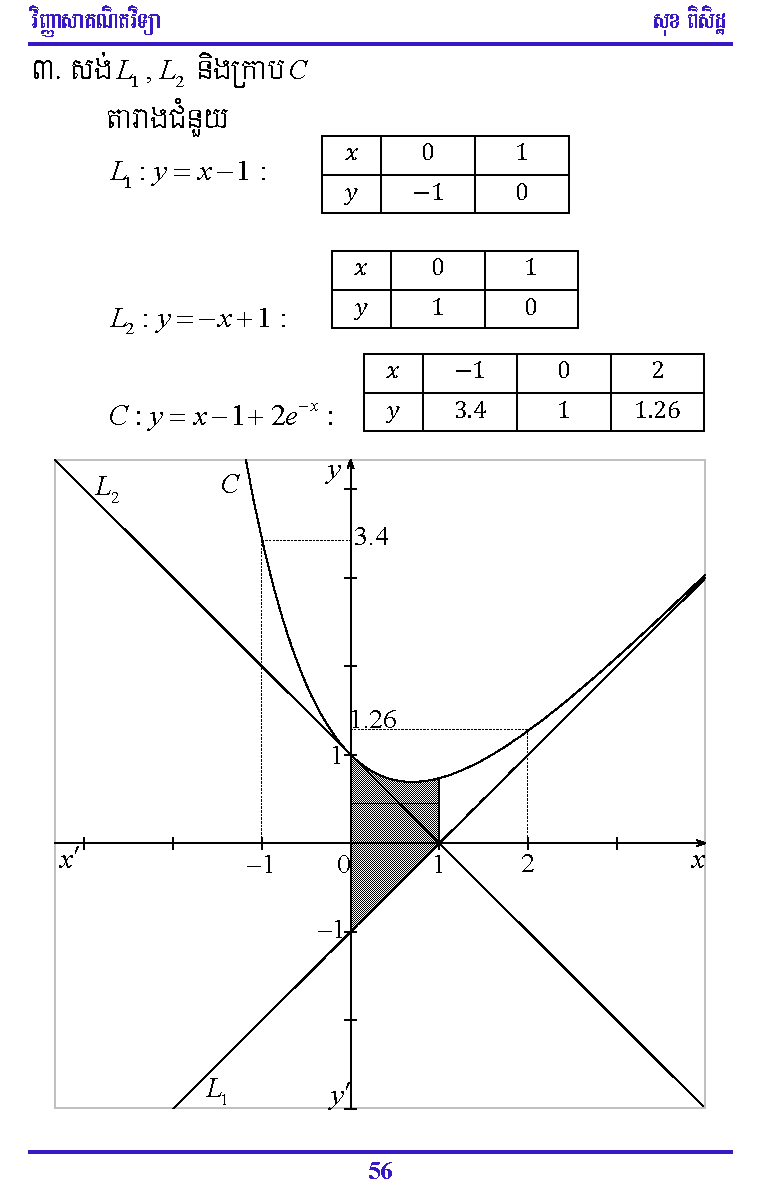 វិញ្ញាសាគណិតវិទ្យា សុខ ពិសិដ្ឋ
៣. សង់ L₁ , L₂ និងក្រាប C
តារាងជំនួយ
L₁ : y = x − 1 :
x 0 1
y −1 0
L₂ : y = −x + 1 :
x 0 1
y 1 0
C : y = x − 1 + 2e⁻ˣ :
x −1 0 2
y 3.4 1 1.26
L₂ C y
3.4
1.26
1
x′ −1 0 1 2 x
−1
L₁ y′
56